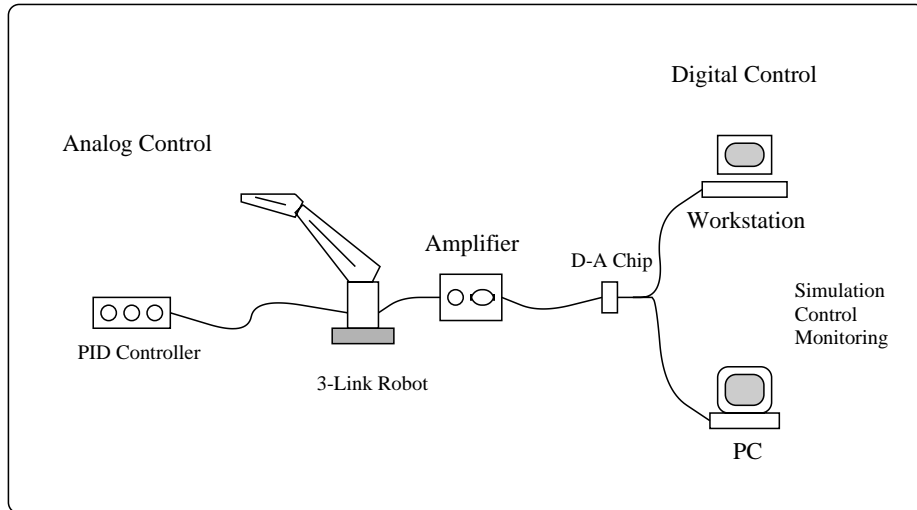 Digital Control
Analog Control
Workstation
Amplifier
D-A Chip
Simulation
Control
Monitoring
PID Controller
3-Link Robot
PC